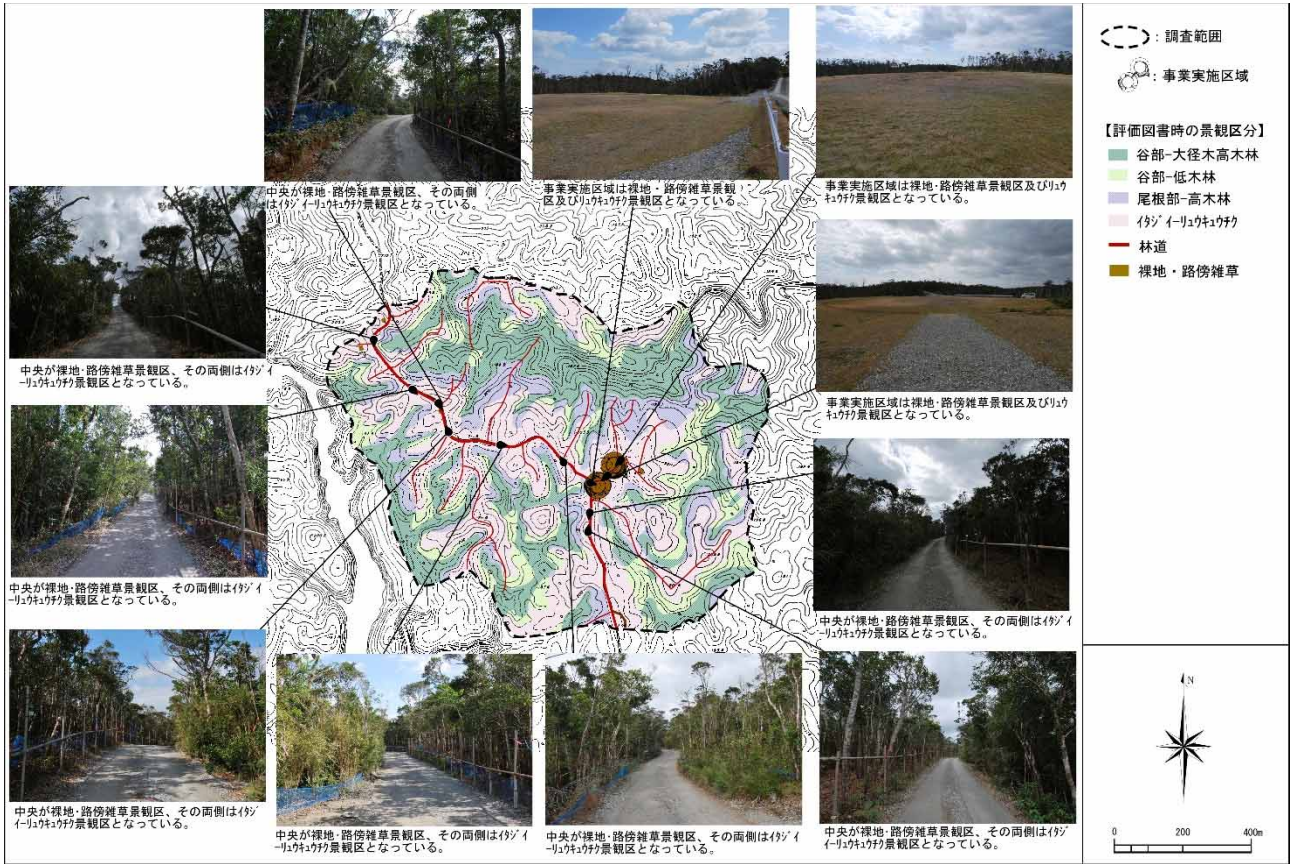 中央が裸地・路傍雑草景観区、その両側
はイタジイーリュウキュウチク景観区となっている。
事業実施区域は裸地・路傍雑草景観
区及びリュウキュウチク景観区となっている。
事業実施区域は裸地・路傍雑草景観区及びリュウ
キュウチク景観区となっている。
中央が裸地・路傍雑草景観区、その両側はイタジイ
ーリュウキュウチク景観区となっている。
事業実施区域は裸地・路傍雑草景観区及びリュウ
キュウチク景観区となっている。
中央が裸地・路傍雑草景観区、その両側はイタジイ
ーリュウキュウチク景観区となっている。
中央が裸地・路傍雑草景観区、その両側はイタジイ
ーリュウキュウチク景観区となっている。
中央が裸地・路傍雑草景観区、その両側はイタジ
イーリュウキュウチク景観区となっている。
中央が裸地・路傍雑草景観区、その両側はイタジイ
ーリュウキュウチク景観区となっている。
中央が裸地・路傍雑草景観区、その両側はイタジイ
ーリュウキュウチク景観区となっている。
中央が裸地・路傍雑草景観区、その両側はイタジ
イーリュウキュウチク景観区となっている。
：調査範囲
：事業実施区域
【評価図書時の景観区分】
谷部-大径木高木林
谷部-低木林
尾根部-高木林
イタジイーリュウキュウチク
林道
裸地・路傍雑草
N
0 200 400m